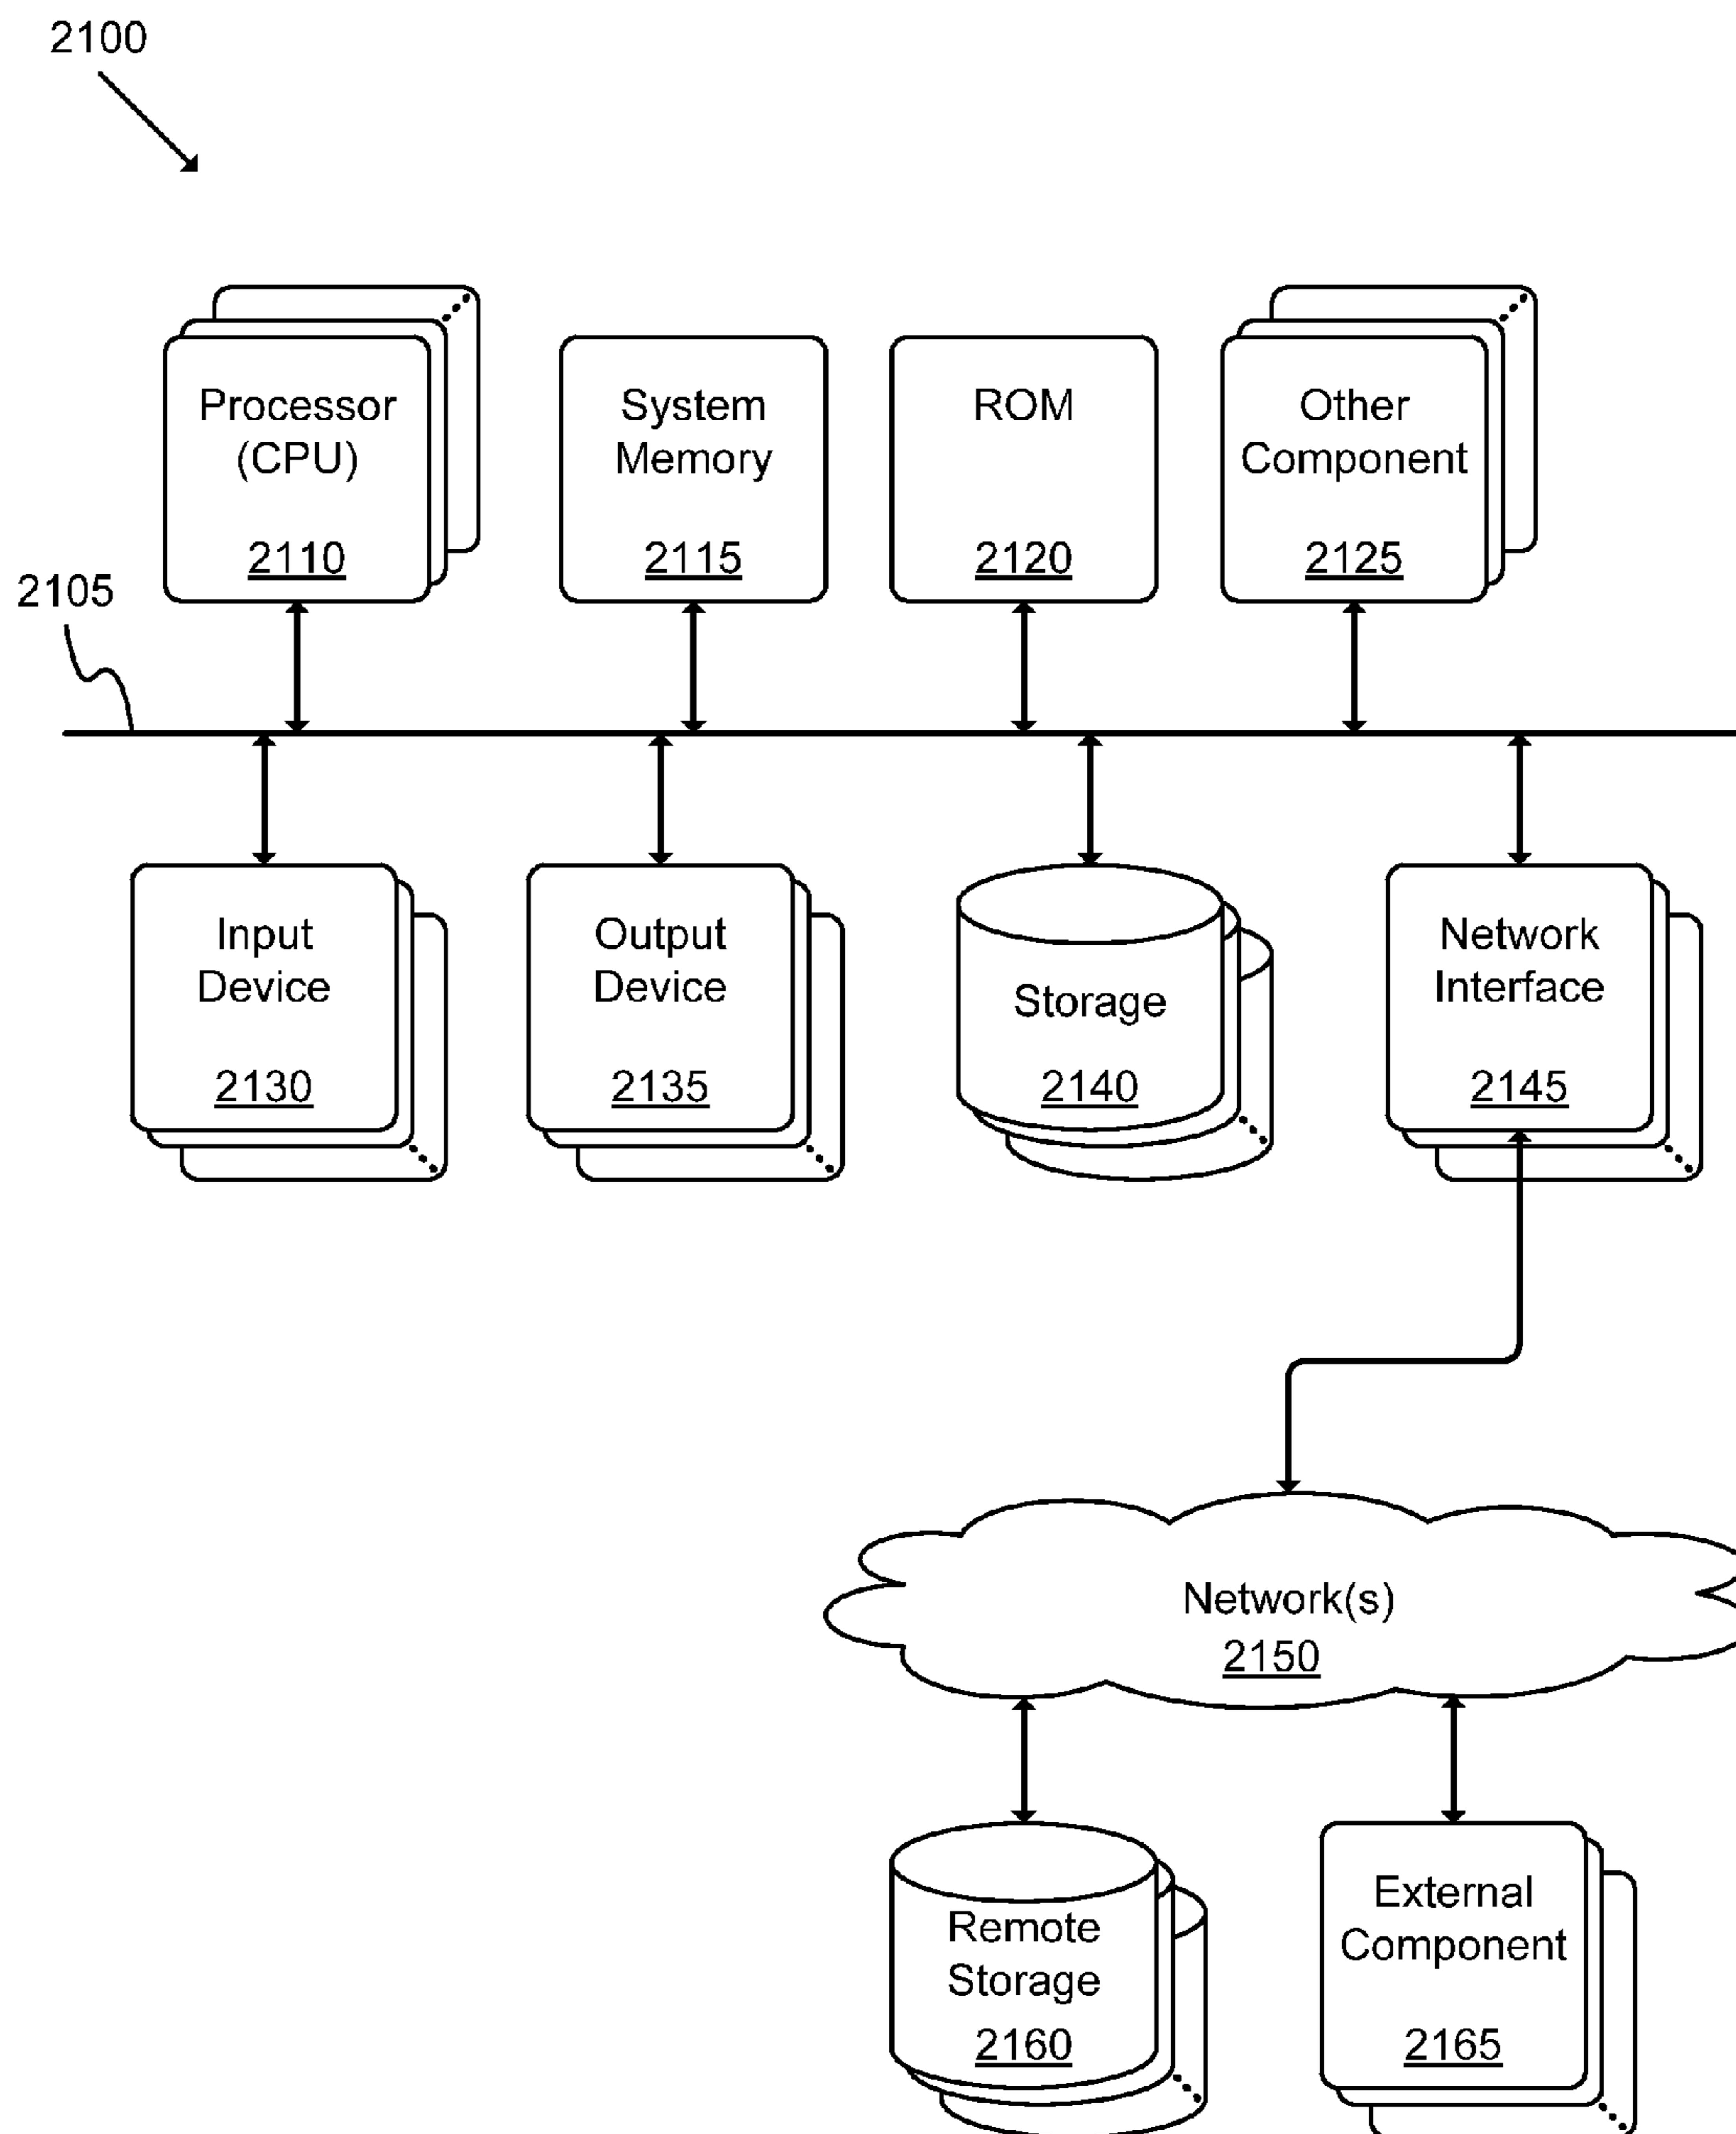 2100
Processor
(CPU)
2110
System
Memory
2115
ROM
2120
Other
Component
2125
2105
Input
Device
2130
Output
Device
2135
Storage
2140
Network
Interface
2145
Network(s)
2150
Remote
Storage
2160
External
Component
2165